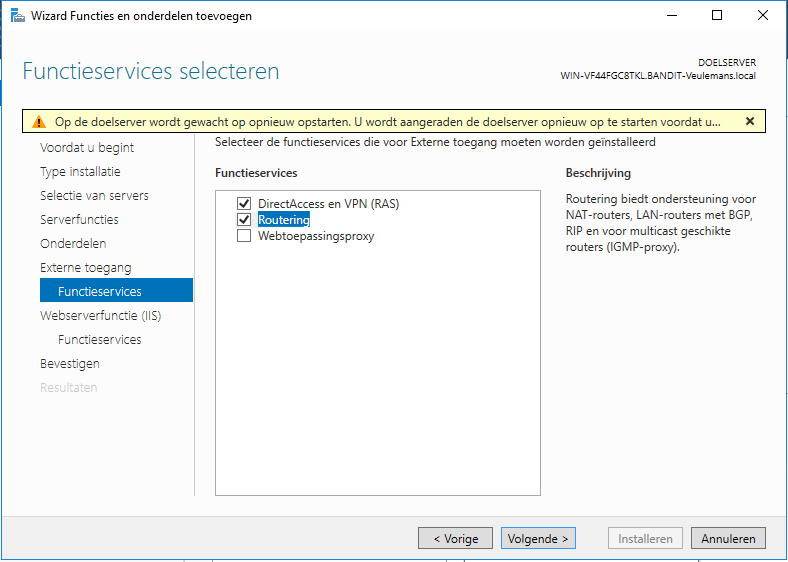 Wizard Functies en onderdelen toevoegen
Functieservices selecteren
DOELSERVER
WIN-VF44FGC8TKL.BANDIT-Veulemans.local
Op de doelserver wordt gewacht op opnieuw opstarten. U wordt aangeraden de doelserver opnieuw op te starten voordat u...
Voordat u begint
Type installatie
Selectie van servers
Serverfuncties
Onderdelen
Externe toegang
Functieservices
Webserverfunctie (IIS)
Functieservices
Bevestigen
Resultaten
Selecteer de functieservices die voor Externe toegang moeten worden geïnstalleerd
Functieservices
DirectAccess en VPN (RAS)
Routering
Webtoepassingsproxy
Beschrijving
Routering biedt ondersteuning voor
NAT-routers, LAN-routers met BGP,
RIP en voor multicast geschikte
routers (IGMP-proxy).
< Vorige
Volgende >
Installeren
Annuleren